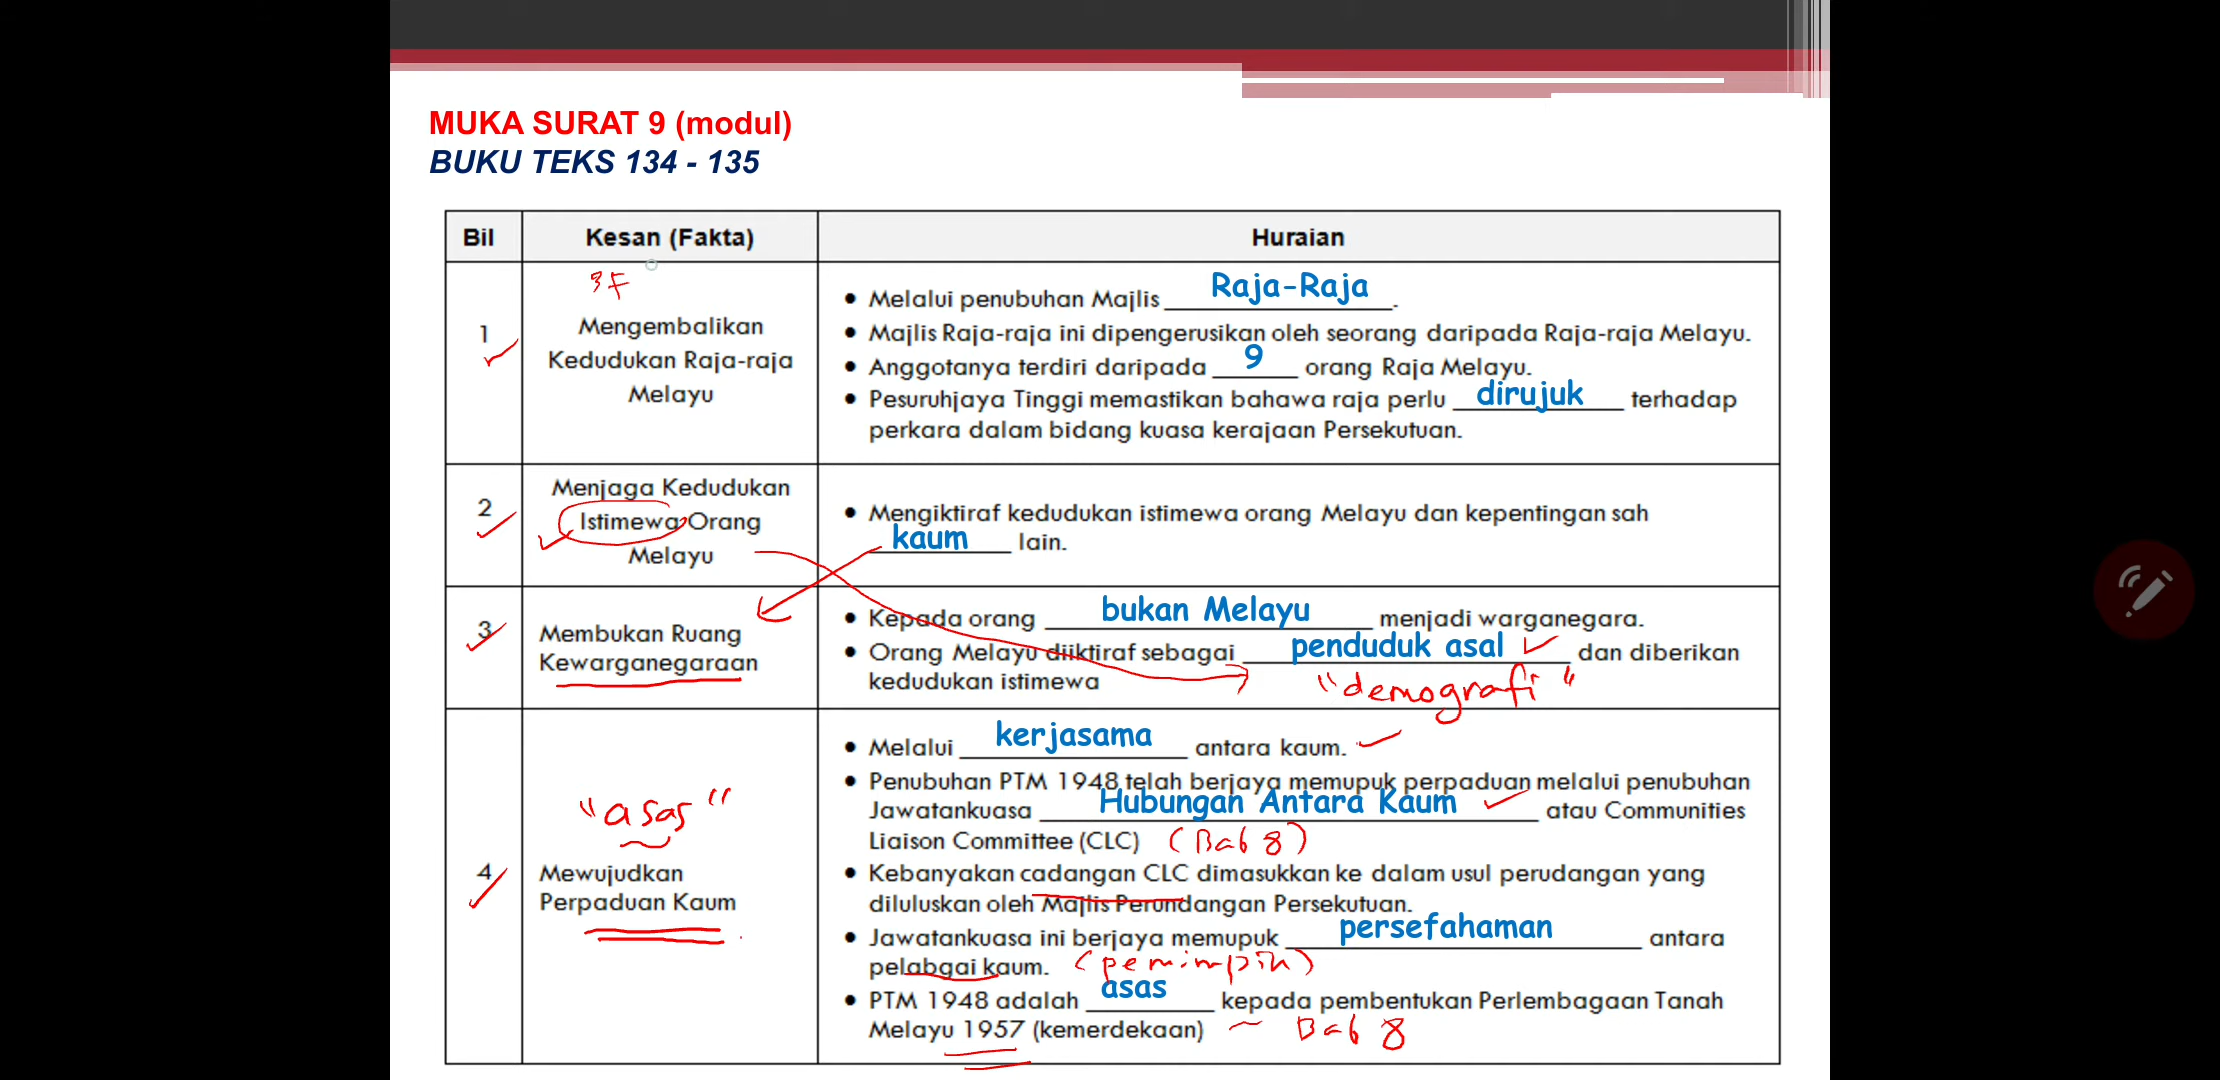 MUKA SURAT 9 (modul)
BUKU TEKS 134 - 135
Bil Kesan (Fakta) Huraian
3F
1
Mengembalikan
Kedudukan Raja-raja
Melayu
• Melalui penubuhan Majlis Raja-Raja.
• Majlis Raja-raja ini dipengerusikan oleh seorang daripada Raja-raja Melayu.
• Anggotanya terdiri daripada 9 orang Raja Melayu.
• Pesuruhjaya Tinggi memastikan bahawa raja perlu dirujuk terhadap
perkara dalam bidang kuasa kerajaan Persekutuan.
2
Menjaga Kedudukan
Istimewa Orang
Melayu
• Mengiktiraf kedudukan istimewa orang Melayu dan kepentingan sah
kaum lain.
3
Membukan Ruang
Kewarganegaraan
• Kepada orang bukan Melayu menjadi warganegara.
• Orang Melayu diiktiraf sebagai penduduk asal dan diberikan
kedudukan istimewa
"demografi"
4
"asas"
Mewujudkan
Perpaduan Kaum
• Melalui kerjasama antara kaum.
• Penubuhan PTM 1948 telah berjaya memupuk perpaduan melalui penubuhan
Jawatankuasa Hubungan Antara Kaum atau Communities
Liaison Committee (CLC) (Bab 8)
• Kebanyakan cadangan CLC dimasukkan ke dalam usul perudangan yang
diluluskan oleh Majlis Perundangan Persekutuan.
• Jawatankuasa ini berjaya memupuk persefahaman antara
pelabgai kaum. (pemimpin)
• PTM 1948 adalah asas kepada pembentukan Perlembagaan Tanah
Melayu 1957 (kemerdekaan) ~ Bab 8